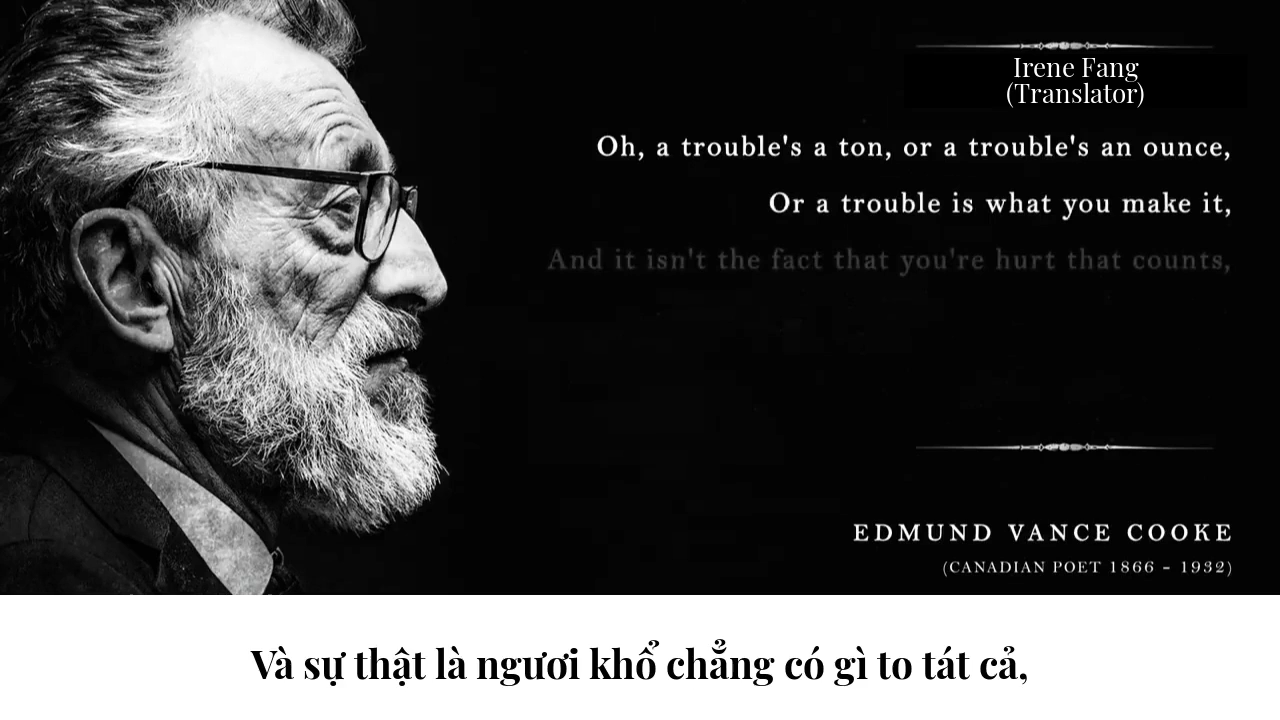 Irene Fang
(Translator)
Oh, a trouble's a ton, or a trouble's an ounce,
Or a trouble is what you make it,
And it isn't the fact that you're hurt that counts,
EDMUND VANCE COOKE
(CANADIAN POET 1866 – 1932)
Và sự thật là ngươi khổ chẳng có gì to tát cả,